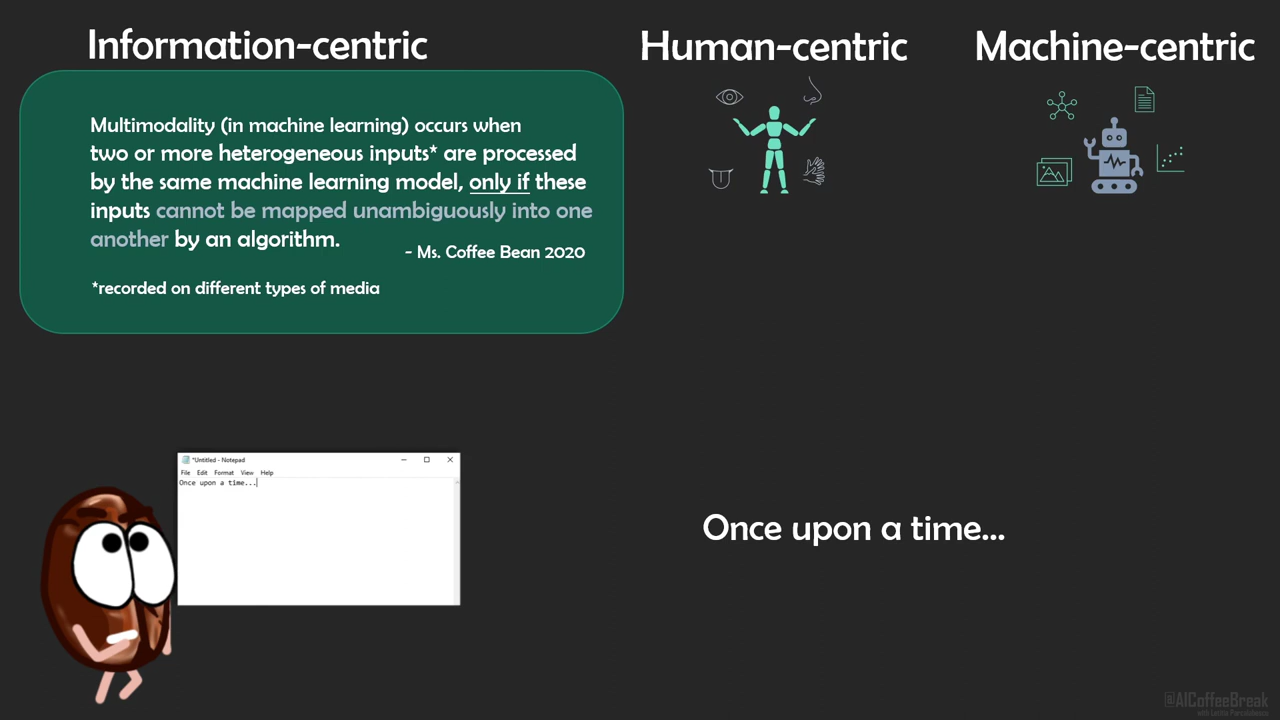 Information-centric
Human-centric
Machine-centric
Multimodality (in machine learning) occurs when
two or more heterogeneous inputs* are processed
by the same machine learning model, only if these
inputs cannot be mapped unambiguously into one
another by an algorithm.
- Ms. Coffee Bean 2020
*recorded on different types of media
*Untitled - Notepad
File Edit Format View Help
Once upon a time...
Once upon a time...
@AICoffeeBreak